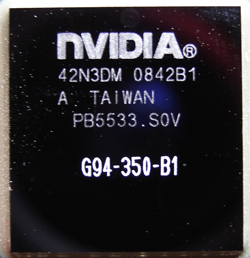 nVIDIA®
42N3DM 0842B1
A TAIWAN
PB5533.S0V
G94-350-B1